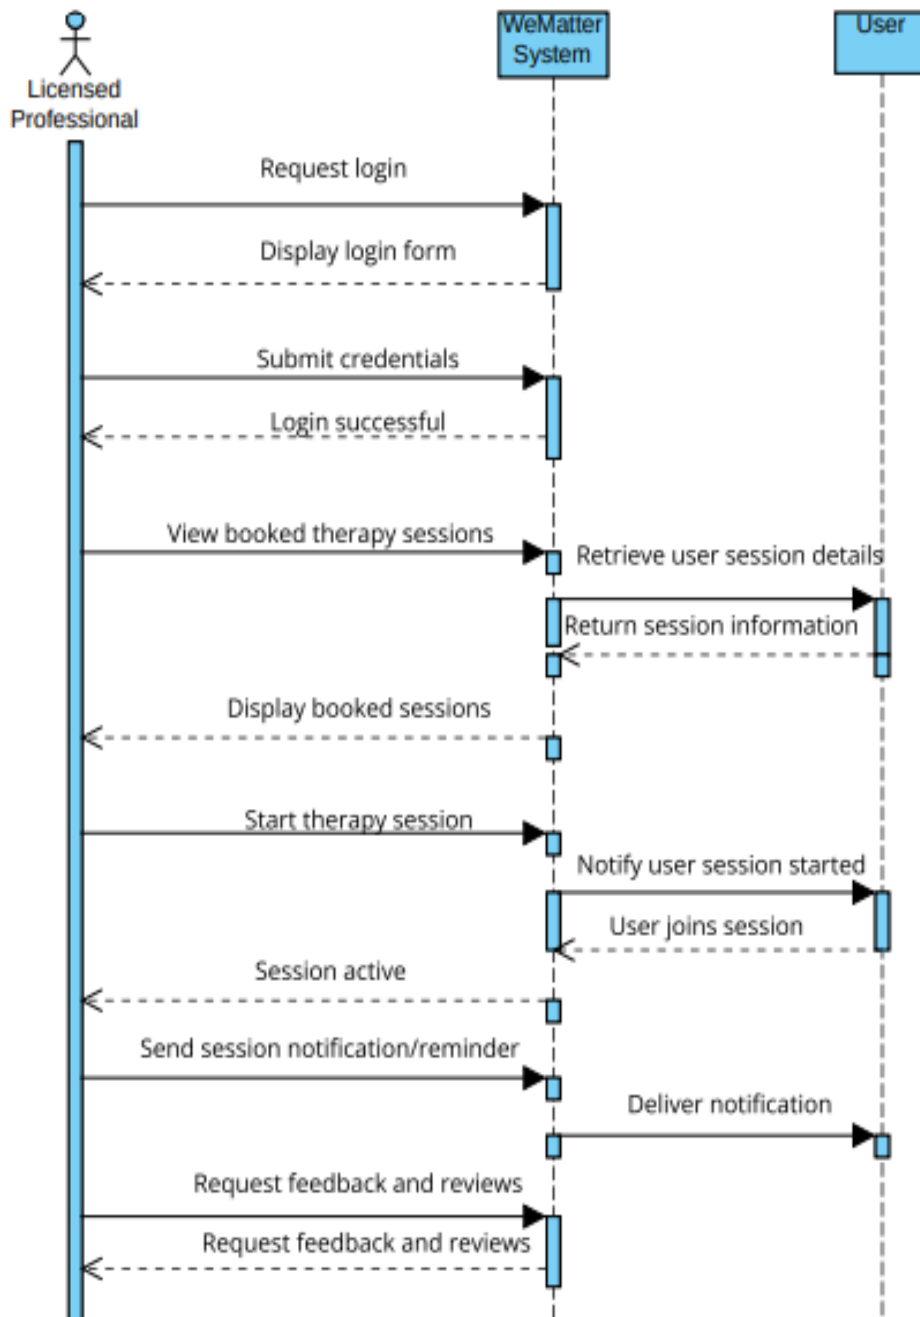 WeMatter
System
User
Licensed
Professional
Request login
Display login form
Submit credentials
Login successful
View booked therapy sessions
Retrieve user session details
Return session information
Display booked sessions
Start therapy session
Notify user session started
User joins session
Session active
Send session notification/reminder
Deliver notification
Request feedback and reviews
Request feedback and reviews